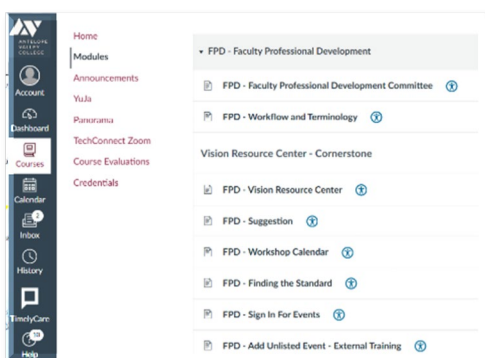 ANTELOPE
VALLEY
COLLEGE
Account
Dashboard
Courses
Calendar
2
Inbox
History
TimelyCare
18
Help
Home
Modules
Announcements
YuJa
Panorama
TechConnect Zoom
Course Evaluations
Credentials
FPD - Faculty Professional Development
FPD - Faculty Professional Development Committee
FPD - Workflow and Terminology
Vision Resource Center - Cornerstone
FPD - Vision Resource Center
FPD - Suggestion
FPD - Workshop Calendar
FPD - Finding the Standard
FPD - Sign In For Events
FPD - Add Unlisted Event - External Training